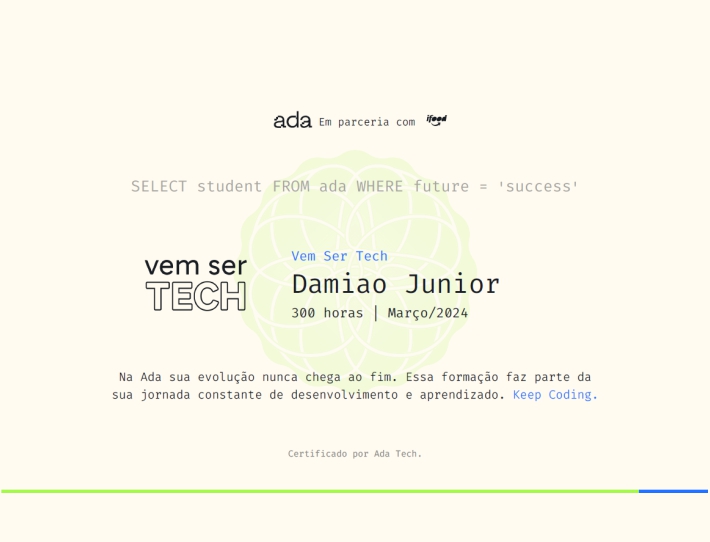 ada Em parceria com ifood
SELECT student FROM ada WHERE future = 'success'
vem ser
TECH
Vem Ser Tech
Damiao Junior
300 horas | Março/2024
Na Ada sua evolução nunca chega ao fim. Essa formação faz parte da
sua jornada constante de desenvolvimento e aprendizado. Keep Coding.
Certificado por Ada Tech.